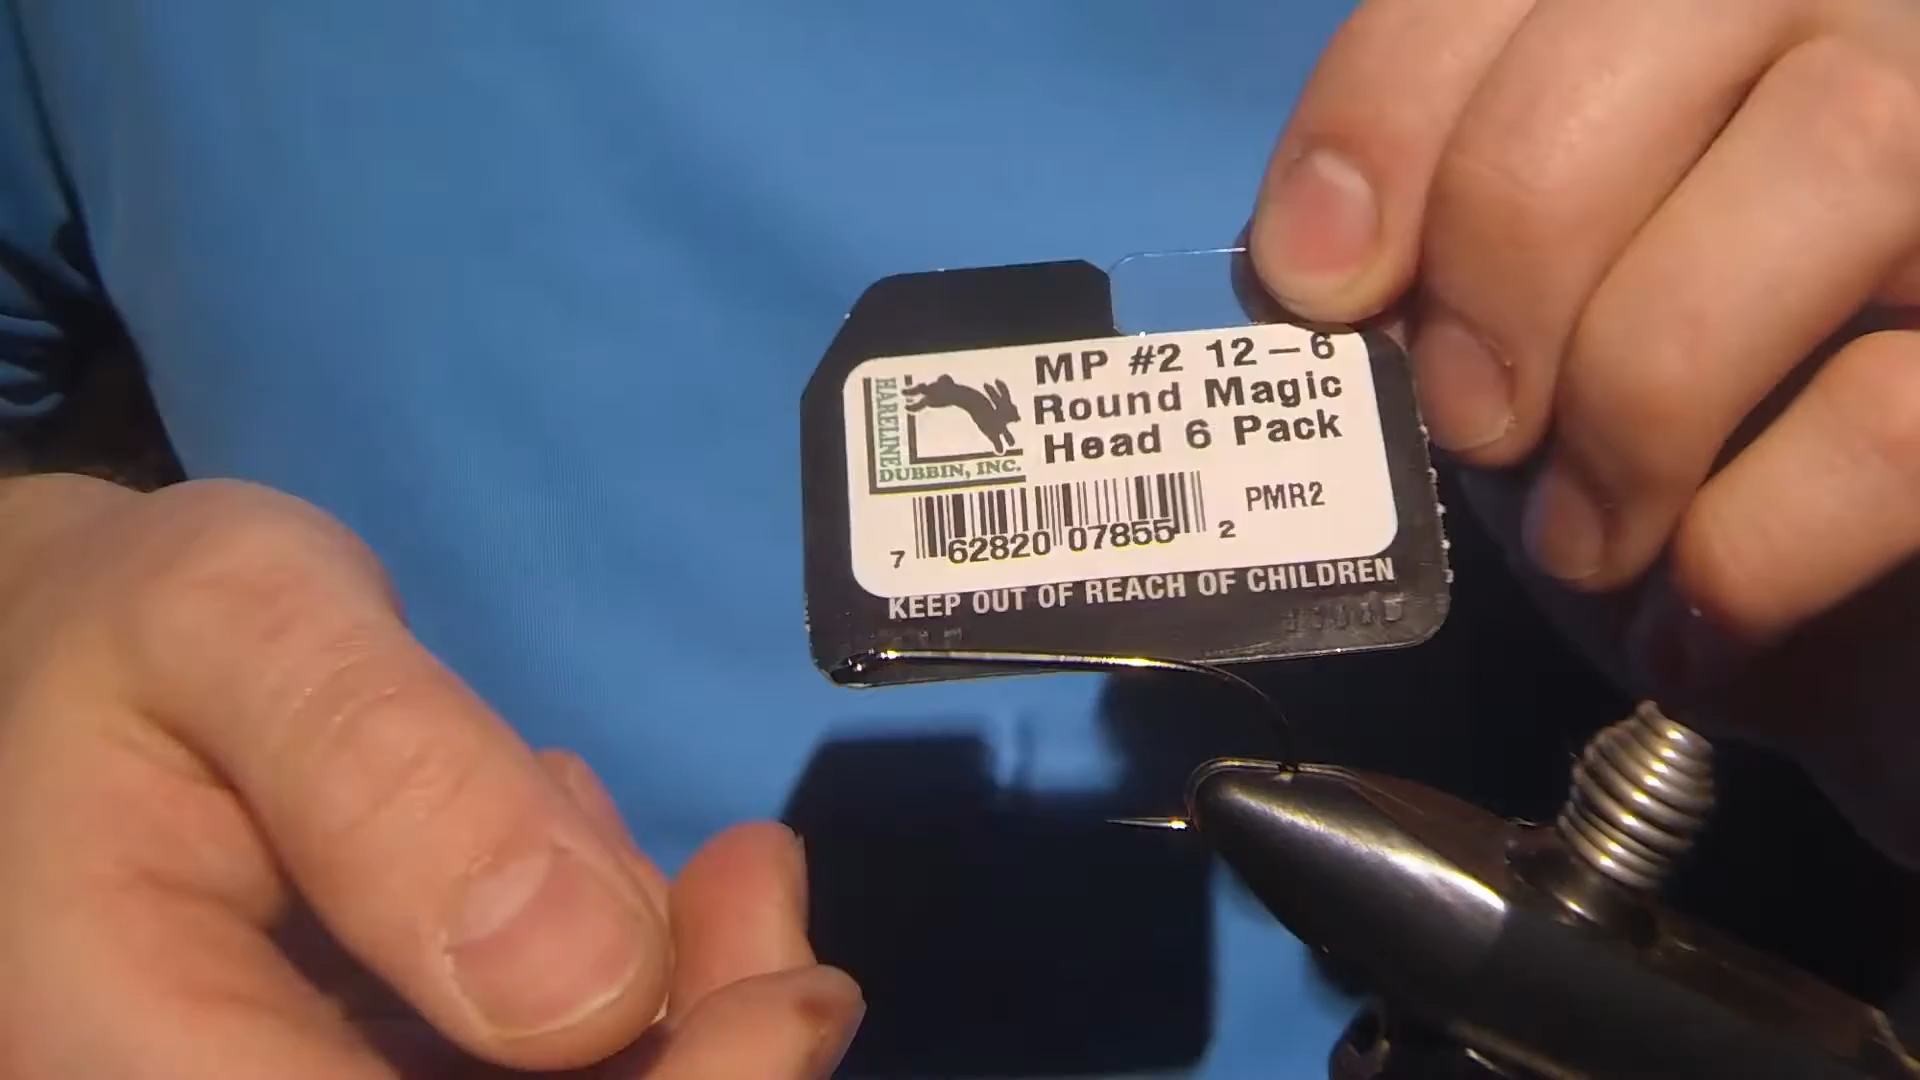 MP #2 12-6
Round Magic
Head 6 Pack
HARELINE
DUBBIN, INC.
PMR2
7 62820 07855 2
KEEP OUT OF REACH OF CHILDREN